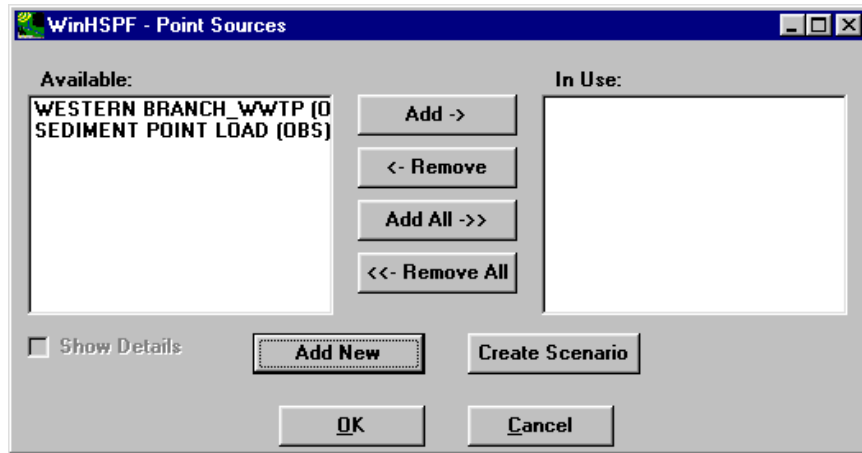 WinHSPF - Point Sources
Available:
In Use:
WESTERN BRANCH_WWTP (O
SEDIMENT POINT LOAD (OBS)
Add ->
<- Remove
Add All ->>
<<- Remove All
Show Details
Add New
Create Scenario
OK
Cancel